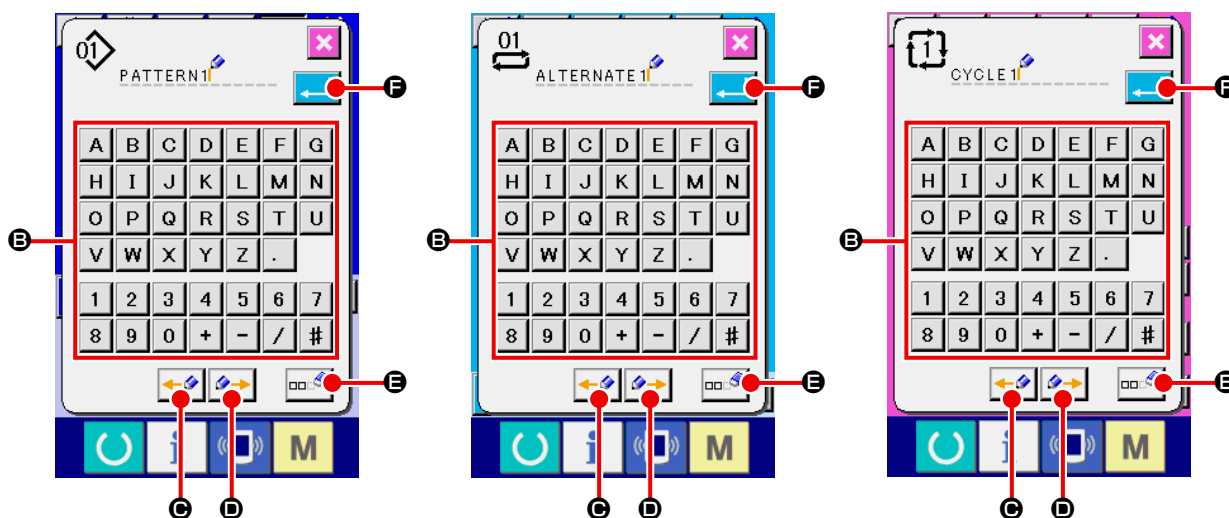 01
PATTERN1
F
A B C D E F G
H I J K L M N
O P Q R S T U
B
V W X Y Z .
1 2 3 4 5 6 7
8 9 0 + - / #
E
i M
C D
01
ALTERNATE1
F
A B C D E F G
H I J K L M N
O P Q R S T U
B
V W X Y Z .
1 2 3 4 5 6 7
8 9 0 + - / #
E
i M
C D
1
CYCLE1
F
A B C D E F G
H I J K L M N
O P Q R S T U
B
V W X Y Z .
1 2 3 4 5 6 7
8 9 0 + - / #
E
i M
C D